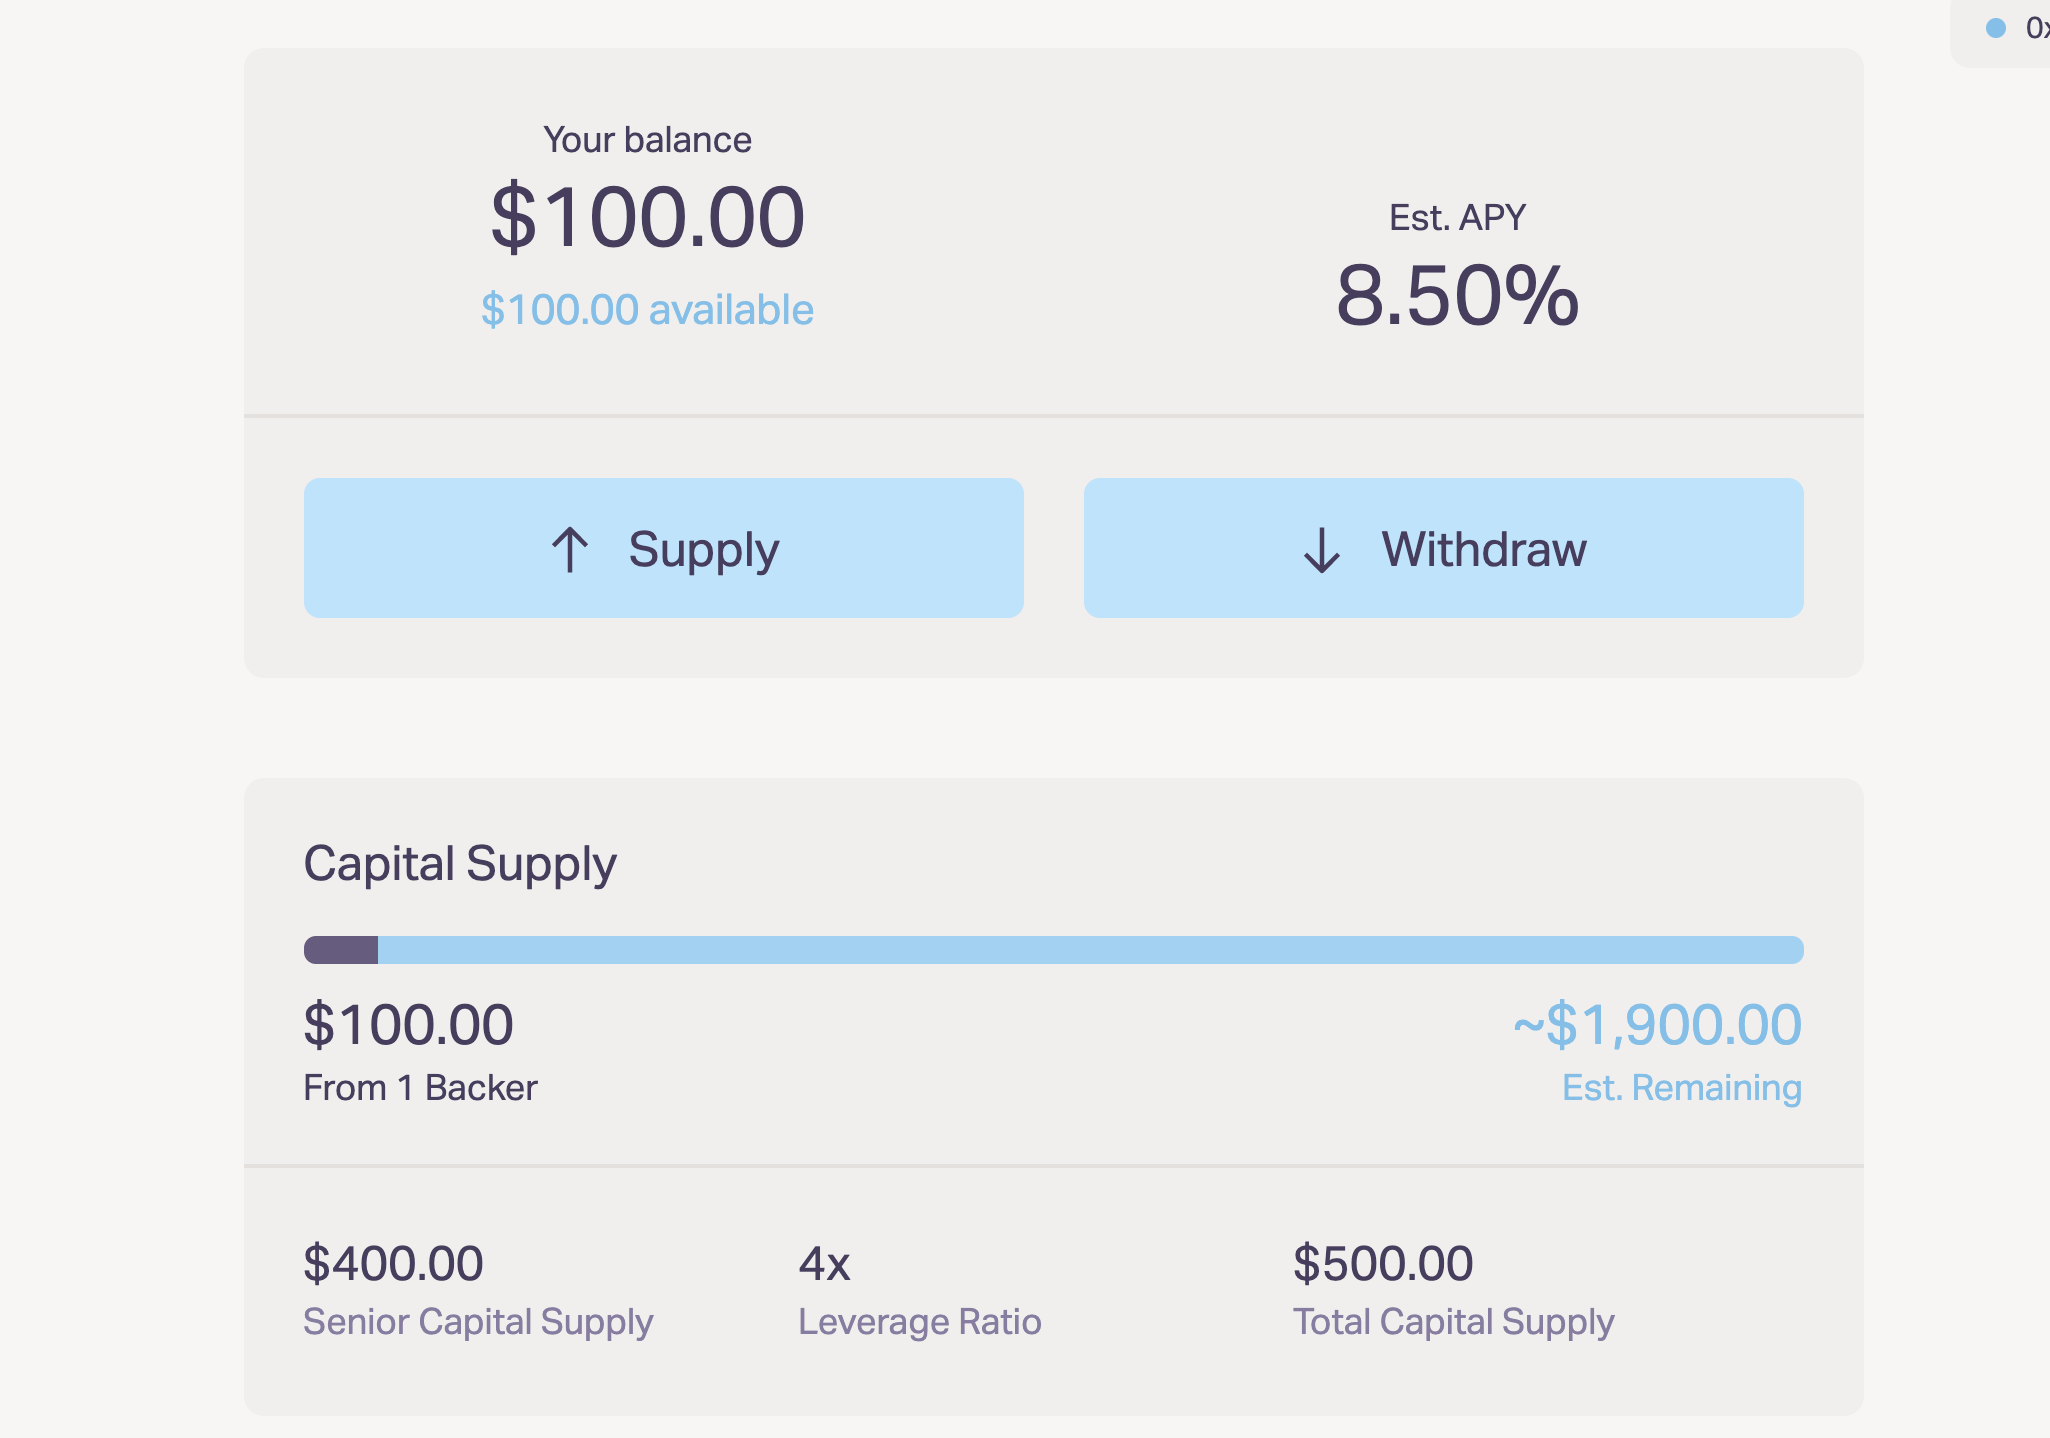 Your balance
$100.00
$100.00 available
Est. APY
8.50%
Supply
Withdraw
Capital Supply
$100.00
From 1 Backer
~$1,900.00
Est. Remaining
$400.00
Senior Capital Supply
4x
Leverage Ratio
$500.00
Total Capital Supply